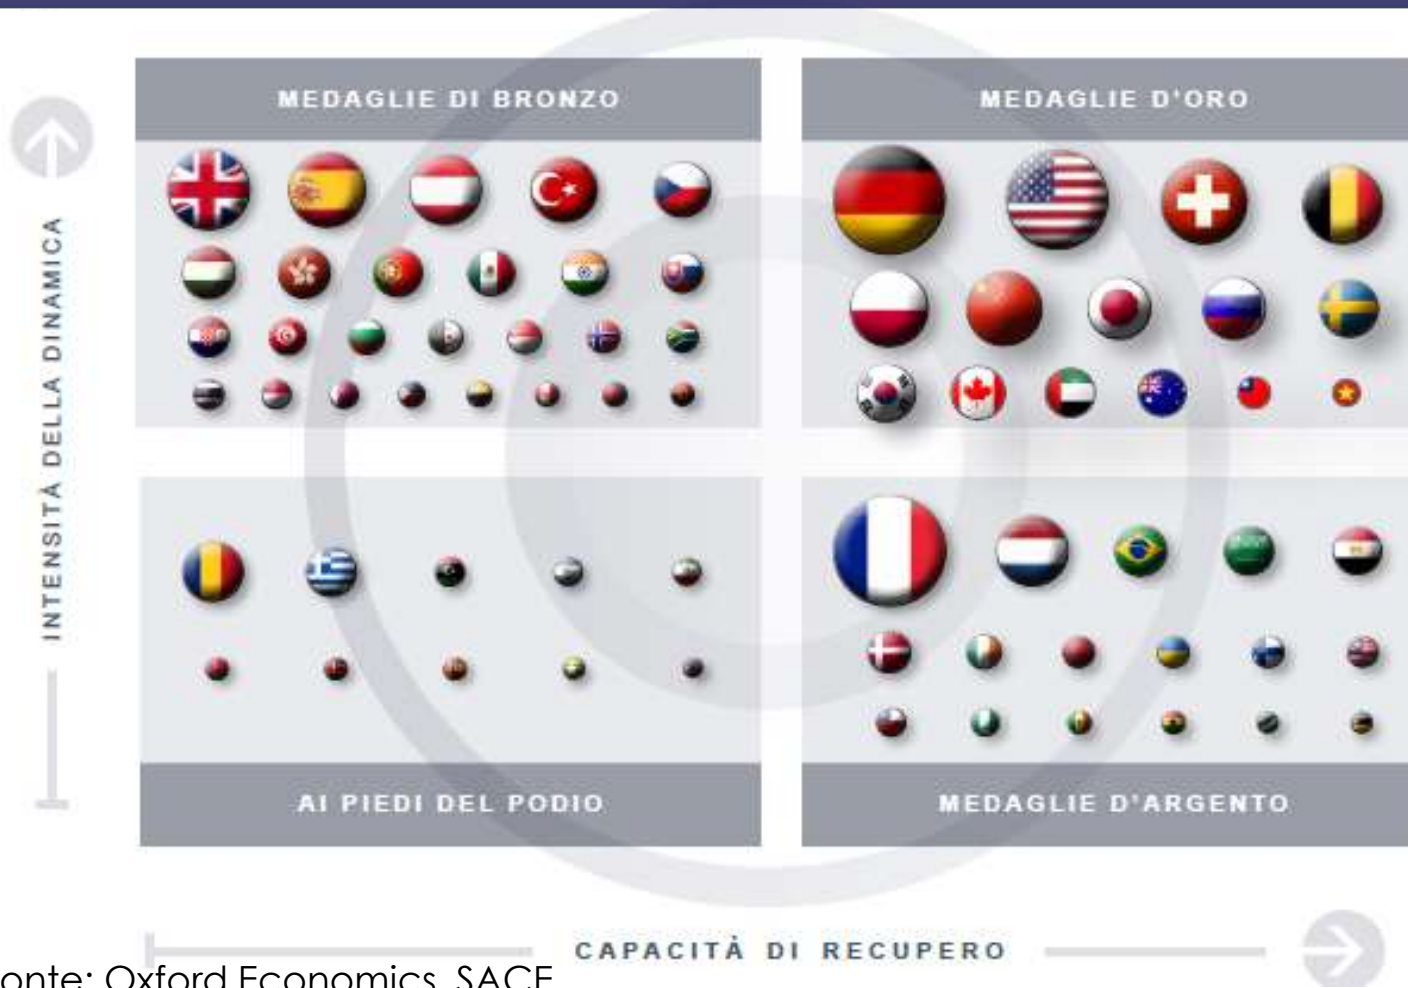 MEDAGLIE DI BRONZO
MEDAGLIE D'ORO
INTENSITÀ DELLA DINAMICA
AI PIEDI DEL PODIO
MEDAGLIE D'ARGENTO
CAPACITÀ DI RECUPERO
onte: Oxford Economics, SACE